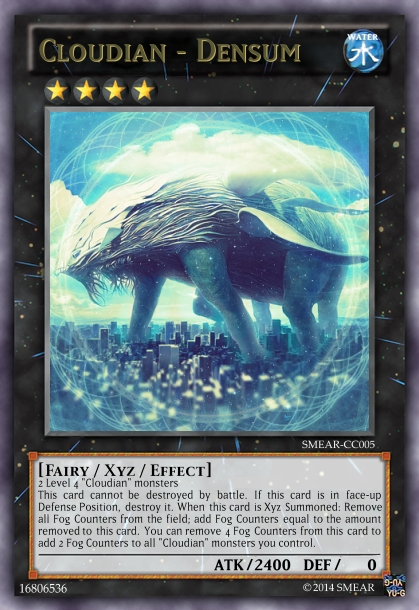 CLOUDIAN - DENSUM
WATER
水
SMEAR-CC005
[FAIRY / XYZ / EFFECT]
2 Level 4 "Cloudian" monsters
This card cannot be destroyed by battle. If this card is in face-up
Defense Position, destroy it. When this card is Xyz Summoned: Remove
all Fog Counters from the field; add Fog Counters equal to the amount
removed to this card. You can remove 4 Fog Counters from this card to
add 2 Fog Counters to all "Cloudian" monsters you control.
ATK/2400 DEF/ 0
16806536
©2014 SMEAR